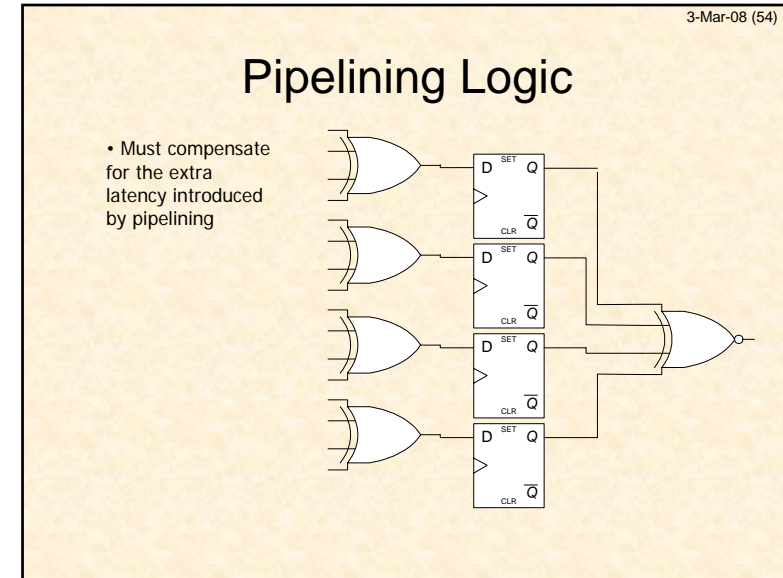 3-Mar-08 (54)
Pipelining Logic
• Must compensate
for the extra
latency introduced
by pipelining
D SET Q
CLR Q̅
D SET Q
CLR Q̅
D SET Q
CLR Q̅
D SET Q
CLR Q̅